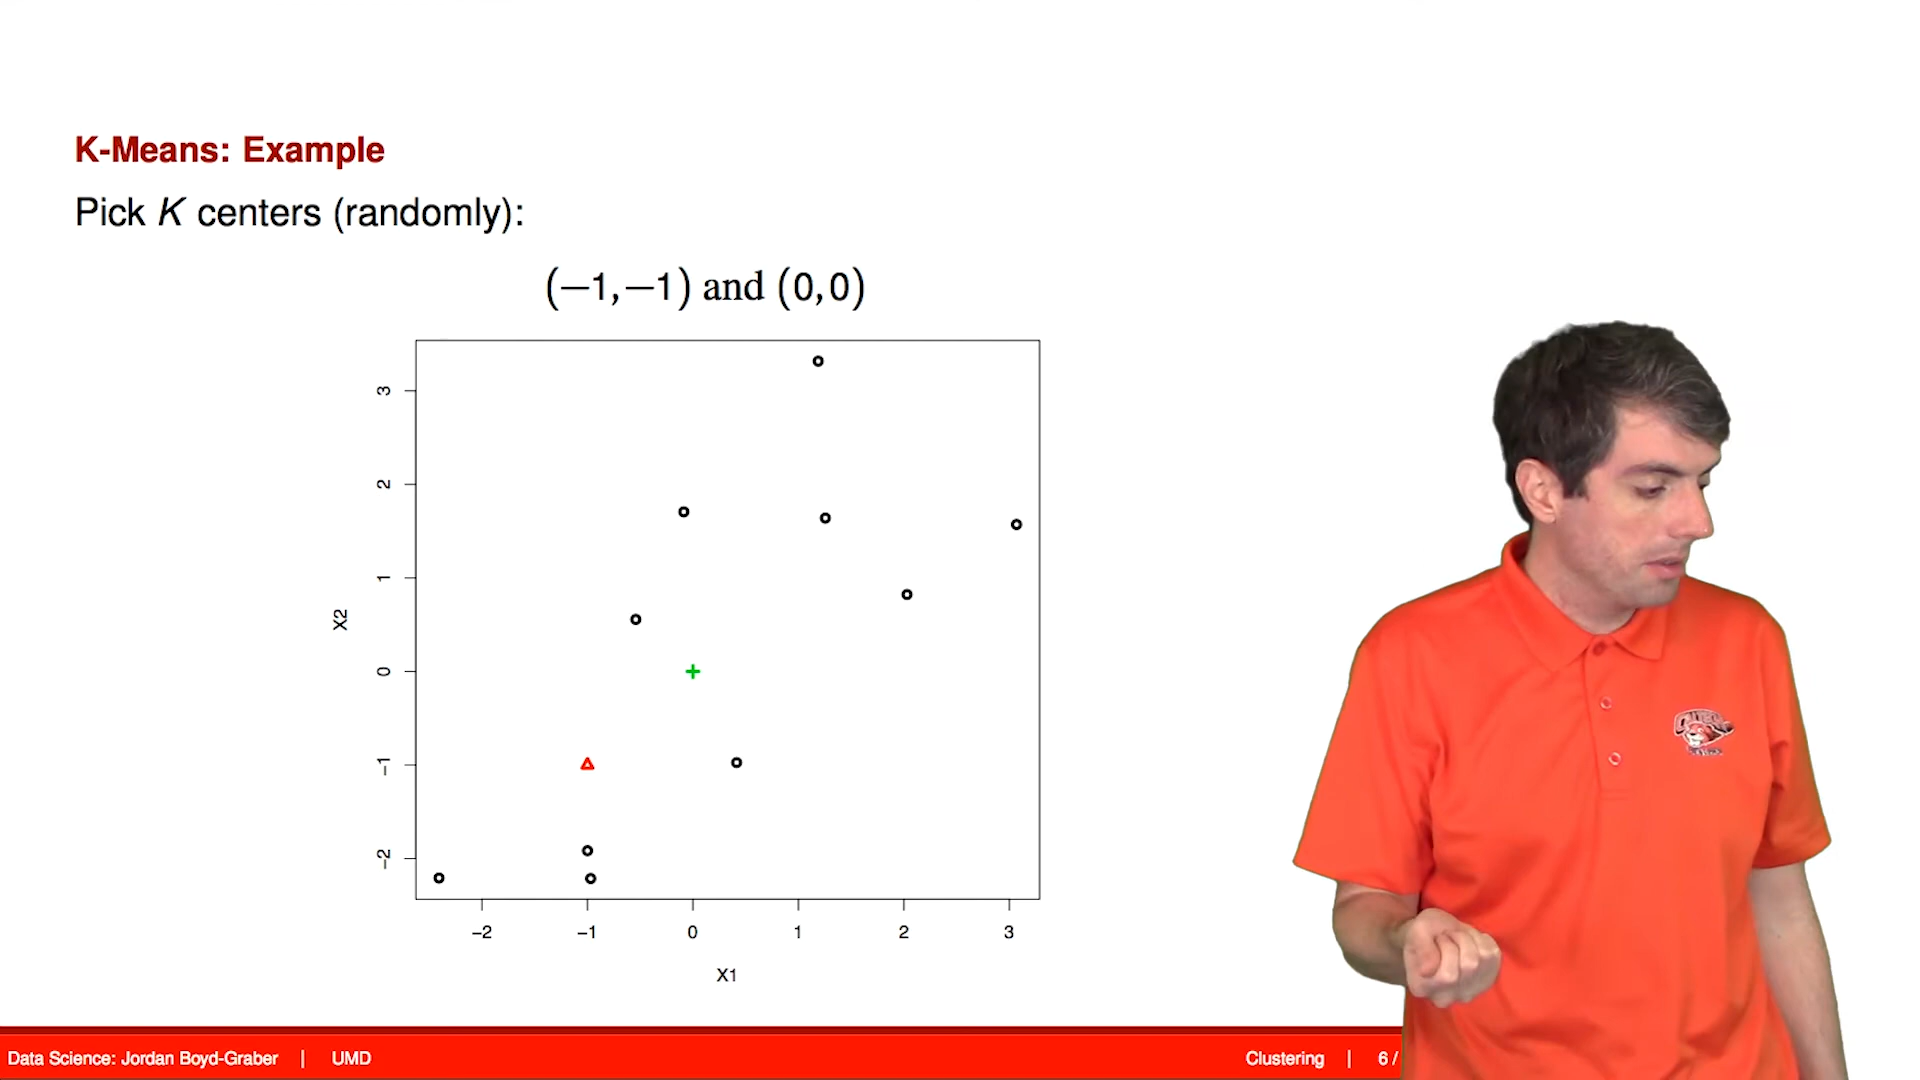 K-Means: Example
Pick K centers (randomly):
(−1,−1) and (0,0)
3
2
1
0
−1
−2
X2
−2 −1 0 1 2 3
X1
Data Science: Jordan Boyd-Graber | UMD
Clustering | 6 /